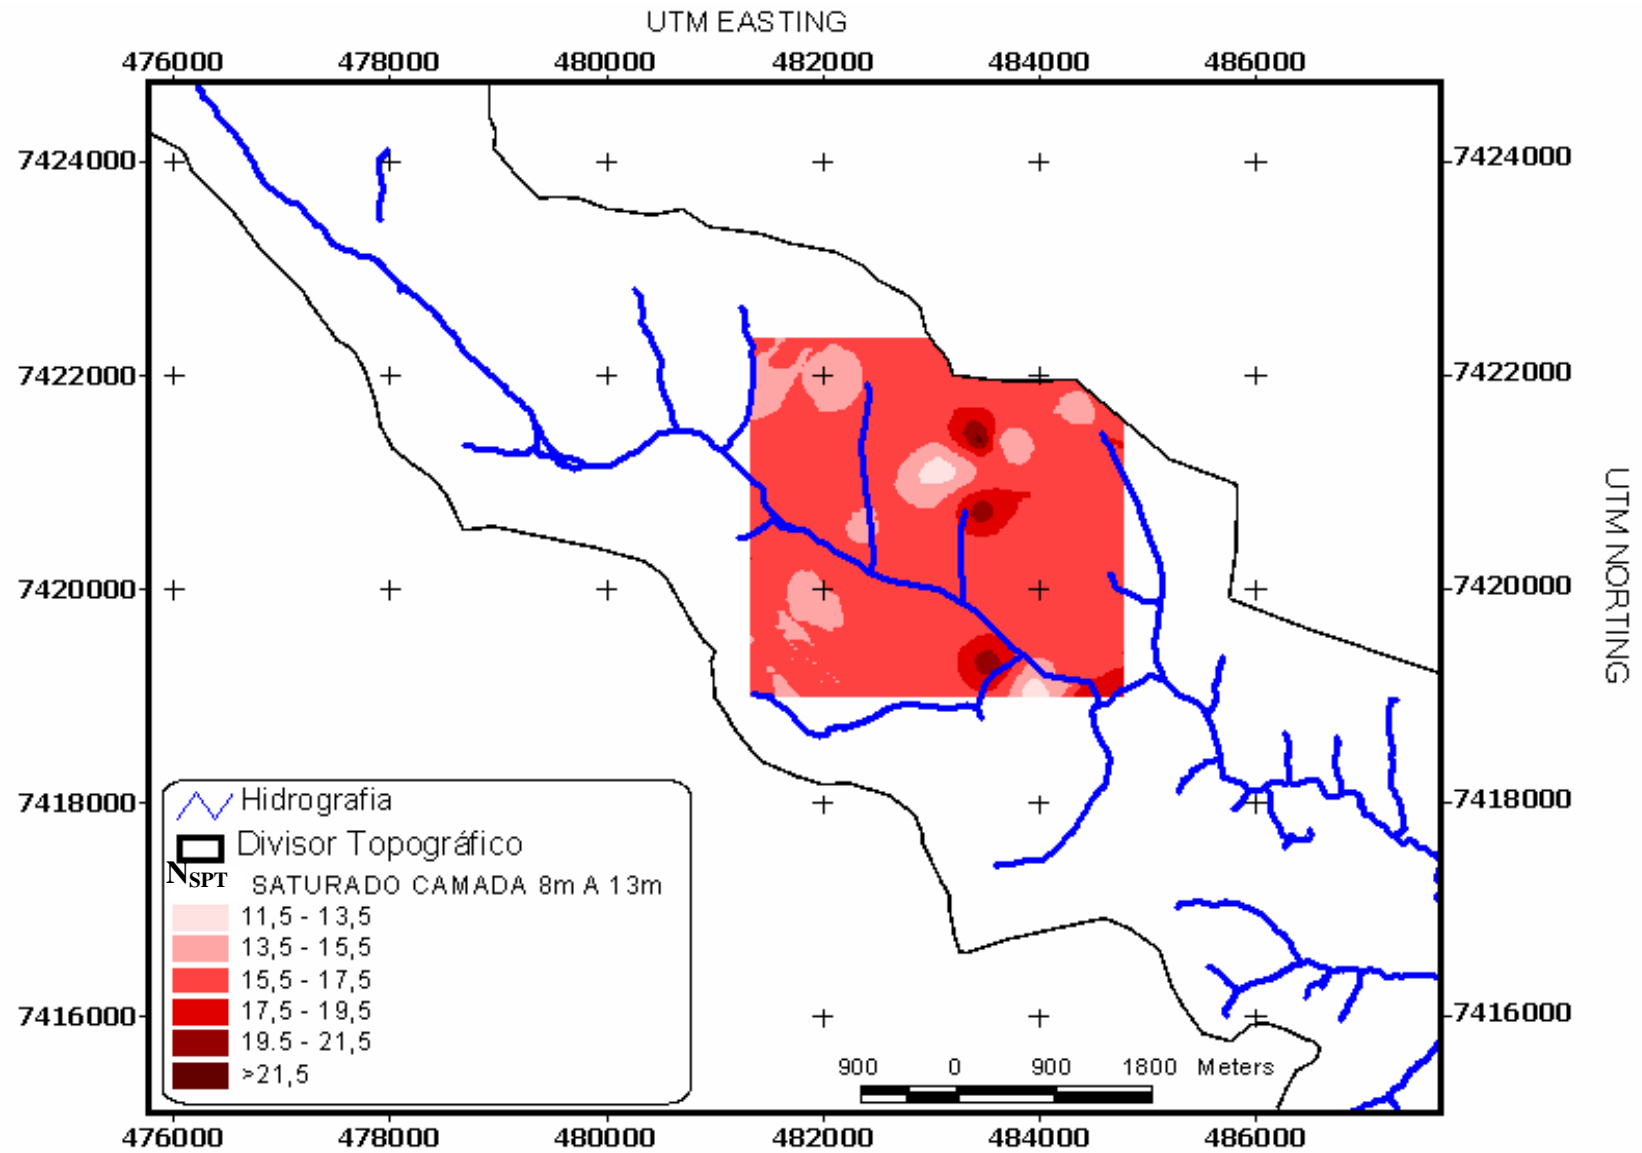 UTM EASTING
476000 478000 480000 482000 484000 486000
7424000 7424000
7422000 7422000
7420000 7420000
7418000 7418000
7416000 7416000
UTM NORTING
Hidrografia
Divisor Topográfico
NSPT SATURADO CAMADA 8m A 13m
11,5 - 13,5
13,5 - 15,5
15,5 - 17,5
17,5 - 19,5
19.5 - 21,5
>21,5
900 0 900 1800 Meters
476000 478000 480000 482000 484000 486000